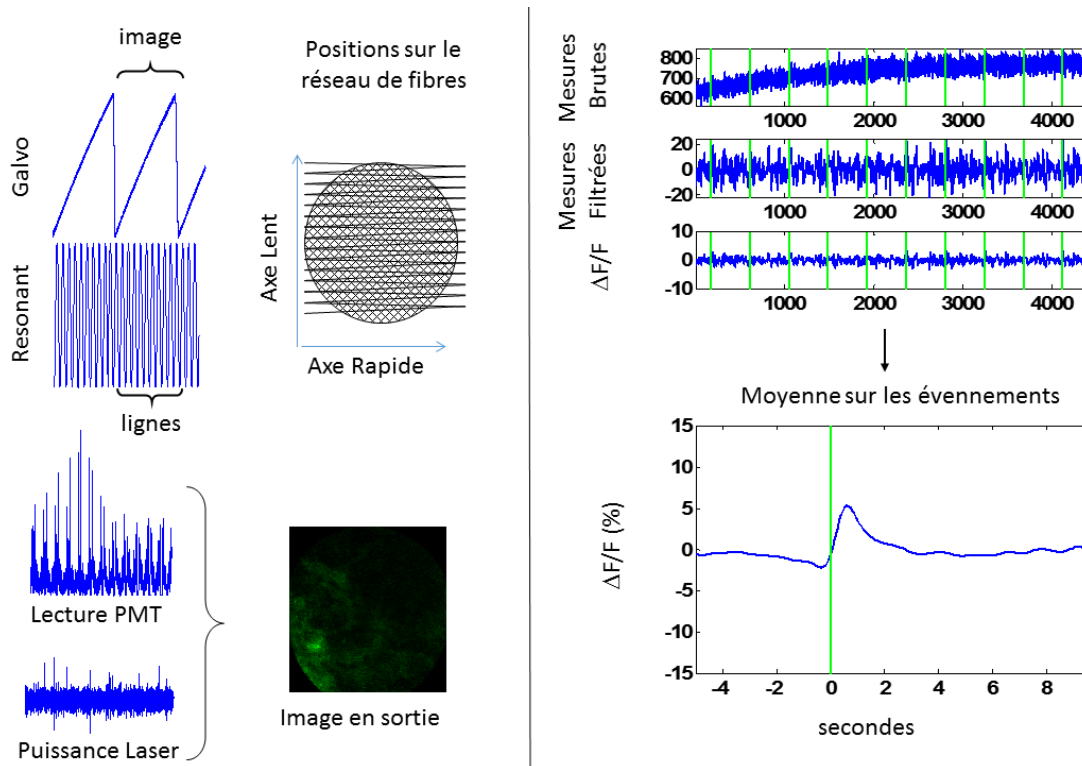 image
Galvo
Resonant
lignes
Positions sur le
réseau de fibres
Axe Lent
Axe Rapide
Lecture PMT
Puissance Laser
Image en sortie
Mesures
Brutes
800
700
600
1000
2000
3000
4000
Mesures
Filtrées
20
0
-20
1000
2000
3000
4000
ΔF/F
10
0
-10
1000
2000
3000
4000
Moyenne sur les évennements
ΔF/F (%)
15
10
5
0
-5
-10
-15
-4
-2
0
2
4
6
8
secondes